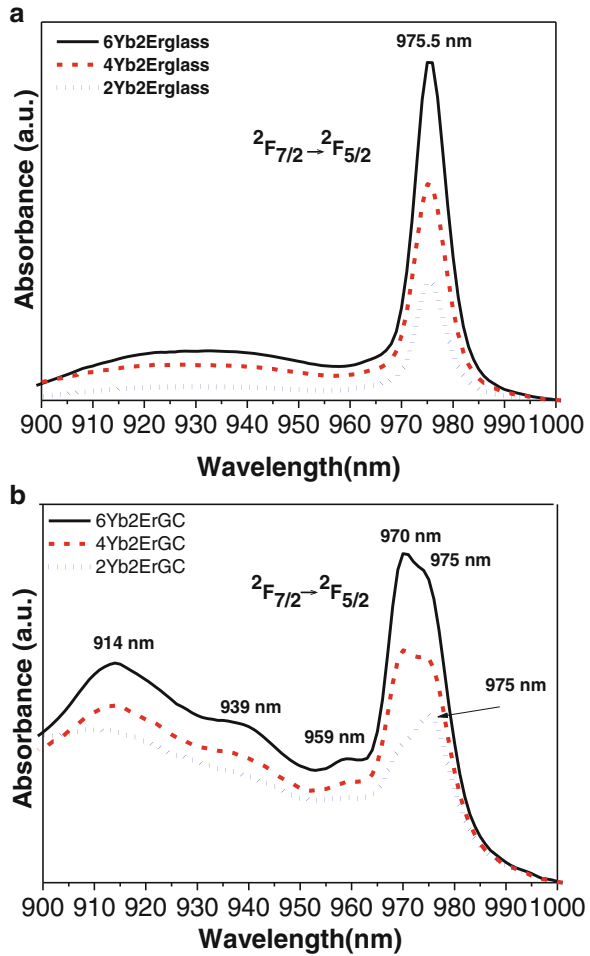 a
6Yb2Erglass
4Yb2Erglass
2Yb2Erglass
975.5 nm
²F₇/₂→²F₅/₂
Absorbance (a.u.)
900 910 920 930 940 950 960 970 980 990 1000
Wavelength(nm)
b
6Yb2ErGC
4Yb2ErGC
2Yb2ErGC
970 nm
975 nm
²F₇/₂→²F₅/₂
914 nm
939 nm
959 nm
975 nm
Absorbance (a.u.)
900 910 920 930 940 950 960 970 980 990 1000
Wavelength(nm)